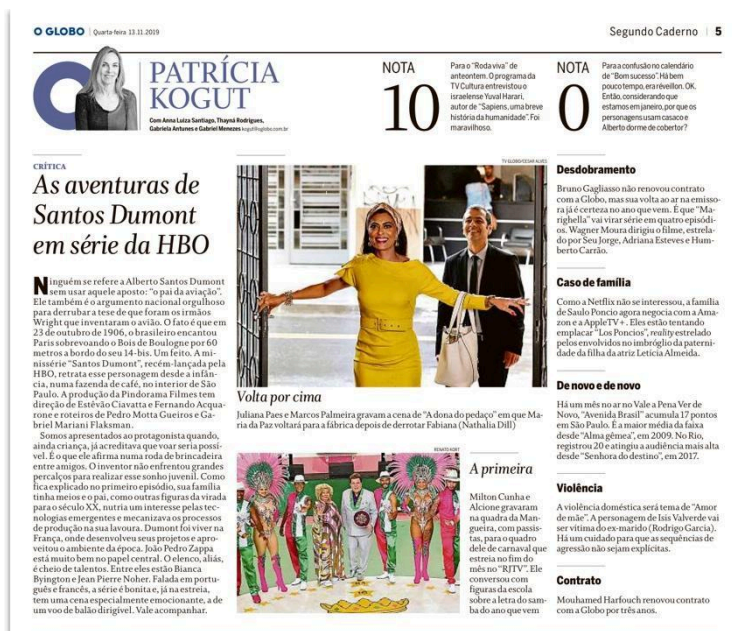 O GLOBO | Quarta-feira 13.11.2019
Segundo Caderno | 5
PATRÍCIA
KOGUT
Com Anna Luiza Santiago, Thayná Rodrigues,
Gabriela Antunes e Gabriel Menezes kogut@oglobo.com.br
NOTA
10
Para o "Roda viva" de
anteontem. O programa da
TV Cultura entrevistou o
israelense Yuval Harari,
autor de "Sapiens, uma breve
história da humanidade". Foi
maravilhoso.
NOTA
0
Para a confusão no calendário
de "Bom sucesso". Há bem
pouco tempo, era réveillon. OK.
Então, considerando que
estamos em janeiro, por que os
personagens usam casaco e
Alberto dorme de cobertor?
CRÍTICA
As aventuras de
Santos Dumont
em série da HBO
Ninguém se refere a Alberto Santos Dumont
sem usar aquele aposto: "o pai da aviação".
Ele também é o argumento nacional orgulhoso
para derrubar a tese de que foram os irmãos
Wright que inventaram o avião. O fato é que em
23 de outubro de 1906, o brasileiro encantou
Paris sobrevoando o Bois de Boulogne por 60
metros a bordo do seu 14-bis. Um feito. A mi-
nissérie "Santos Dumont", recém-lançada pela
HBO, retrata esse personagem desde a infân-
cia, numa fazenda de café, no interior de São
Paulo. A produção da Pindorama Filmes tem
direção de Estêvão Ciavatta e Fernando Acqua-
rone e roteiros de Pedro Motta Gueiros e Ga-
briel Mariani Flaksman.
Somos apresentados ao protagonista quando,
ainda criança, já acreditava que voar seria possí-
vel. É o que ele afirma numa roda de brincadeira
entre amigos. O inventor não enfrentou grandes
percalços para realizar esse sonho juvenil. Como
fica explicado no primeiro episódio, sua família
tinha meios e o pai, como outras figuras da virada
para o século XX, nutria um interesse pelas tec-
nologias emergentes e mecanizava os processos
de produção na sua lavoura. Dumont foi viver na
França, onde desenvolveu seus projetos e apro-
veitou o ambiente da época. João Pedro Zappa
está muito bem no papel central. O elenco, aliás,
é cheio de talentos. Entre eles estão Bianca
Byington e Jean Pierre Noher. Falada em portu-
guês e francês, a série é bonita e, já na estreia,
tem uma cena especialmente emocionante, a de
um voo de balão dirigível. Vale acompanhar.
TV GLOBO/CESAR ALVES
Volta por cima
Juliana Paes e Marcos Palmeira gravam a cena de "A dona do pedaço" em que Ma-
ria da Paz voltará para a fábrica depois de derrotar Fabiana (Nathalia Dill)
RENATO KORT
A primeira
Milton Cunha e
Alcione gravaram
na quadra da Man-
gueira, com passis-
tas, para o quadro
dele de carnaval que
estreia no fim do
mês no "RJTV". Ele
conversou com
figuras da escola
sobre a letra do sam-
ba do ano que vem
Desdobramento
Bruno Gagliasso não renovou contrato
com a Globo, mas sua volta ao ar na emisso-
ra já é certeza no ano que vem. É que "Ma-
righella" vai virar série em quatro episódi-
os. Wagner Moura dirigiu o filme, estrela-
do por Seu Jorge, Adriana Esteves e Hum-
berto Carrão.
Caso de família
Como a Netflix não se interessou, a família
de Saulo Poncio agora negocia com a Ama-
zon e a AppleTV+. Eles estão tentando
emplacar "Los Poncios", reality estrelado
pelos envolvidos no imbróglio da paterni-
dade da filha da atriz Letícia Almeida.
De novo e de novo
Há um mês no ar no Vale a Pena Ver de
Novo, "Avenida Brasil" acumula 17 pontos
em São Paulo. É a maior média da faixa
desde "Alma gêmea", em 2009. No Rio,
registrou 20 e atingiu a audiência mais alta
desde "Senhora do destino", em 2017.
Violência
A violência doméstica será tema de "Amor
de mãe". A personagem de Isis Valverde vai
ser vítima do ex-marido (Rodrigo Garcia).
Há um cuidado para que as sequências de
agressão não sejam explícitas.
Contrato
Mouhamed Harfouch renovou contrato
com a Globo por três anos.